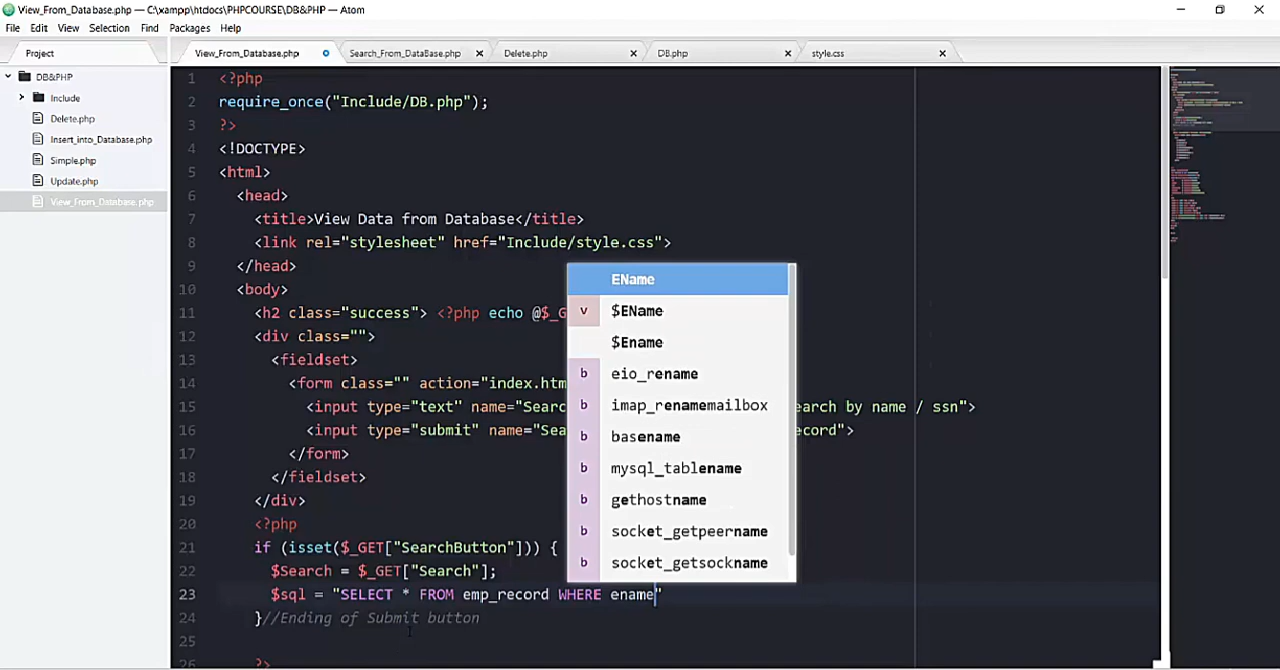 View_From_Database.php — C:\xampp\htdocs\PHPCOURSE\DB&PHP — Atom
File Edit View Selection Find Packages Help
Project
View_From_Database.php Search_From_DataBase.php Delete.php DB.php style.css
DB&PHP
Include
Delete.php
Insert_into_Database.php
Simple.php
Update.php
View_From_Database.php
1 <?php
2 require_once("Include/DB.php");
3 ?>
4 <!DOCTYPE>
5 <html>
6 <head>
7 <title>View Data from Database</title>
8 <link rel="stylesheet" href="Include/style.css">
9 </head>
10 <body>
11 <h2 class="success"> <?php echo @$_G
12 <div class="">
13 <fieldset>
14 <form class="" action="index.htm
15 <input type="text" name="Searc earch by name / ssn">
16 <input type="submit" name="Sea ecord">
17 </form>
18 </fieldset>
19 </div>
20 <?php
21 if (isset($_GET["SearchButton"])) {
22 $Search = $_GET["Search"];
23 $sql = "SELECT * FROM emp_record WHERE ename"
24 }//Ending of Submit button
25
26 ?>
EName
v $EName
$Ename
b eio_rename
b imap_renamemailbox
b basename
b mysql_tablename
b gethostname
b socket_getpeername
b socket_getsockname